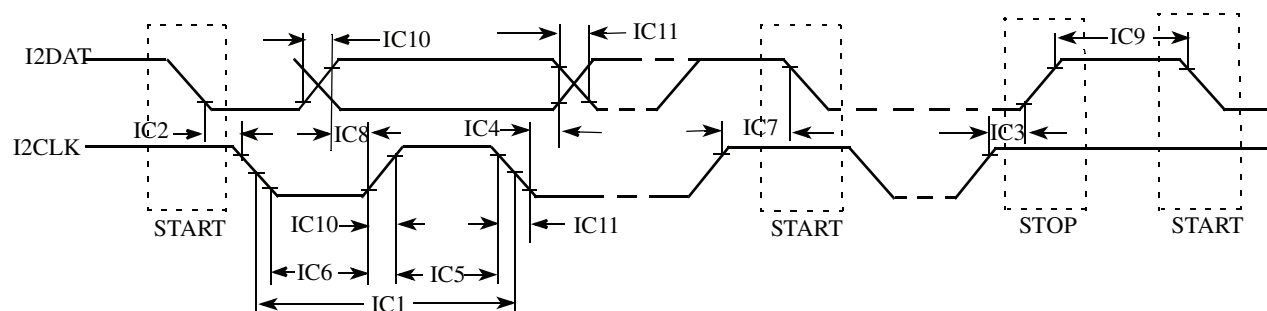 IC10
IC11
IC9
I2DAT
IC2
IC8
IC4
IC7
IC3
I2CLK
START
IC10
IC11
START
STOP
START
IC6
IC5
IC1